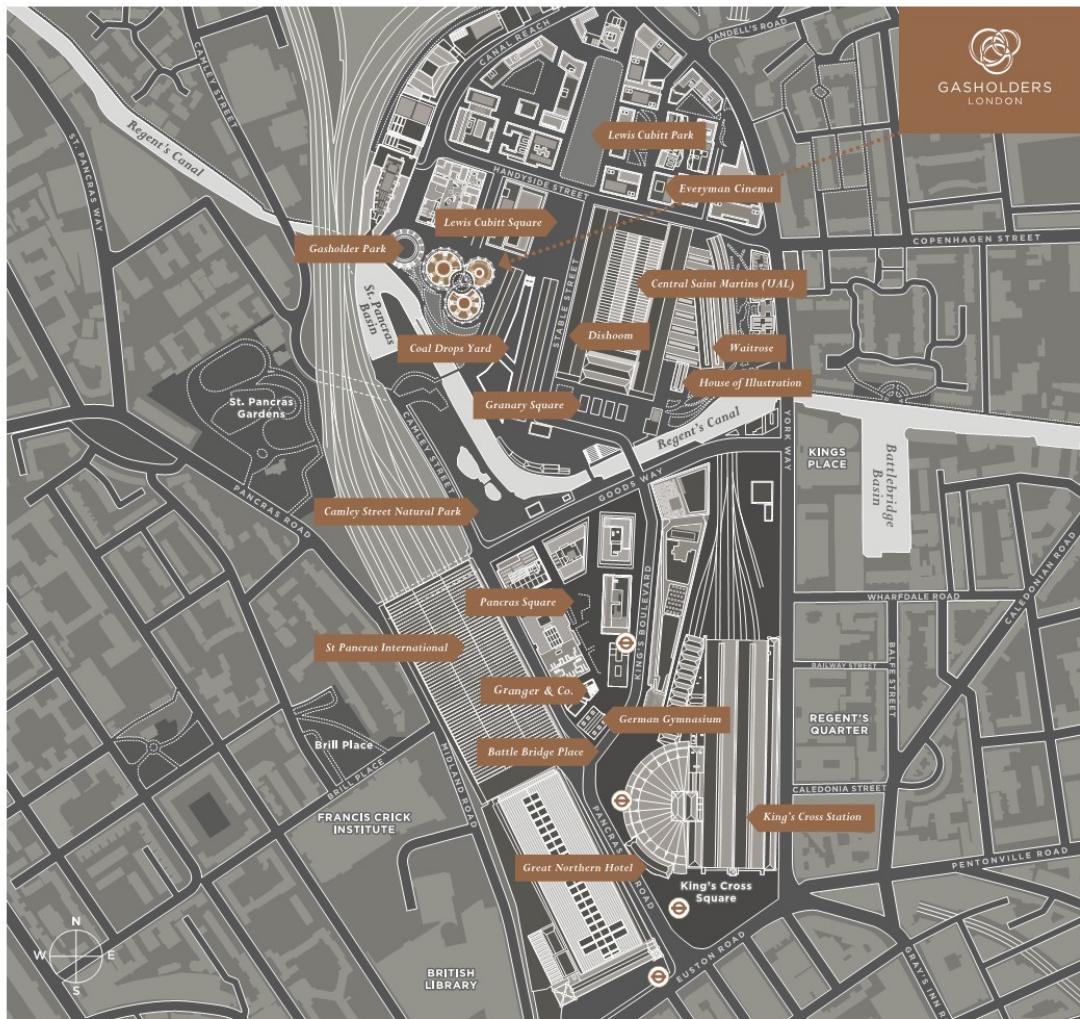 GASHOLDERS
LONDON
RANDELL'S ROAD
CANAL REACH
CAMLEY STREET
Regent's Canal
ST. PANCRAS WAY
Lewis Cubitt Park
HANDYSIDE STREET
Everyman Cinema
Lewis Cubitt Square
Gasholder Park
COPENHAGEN STREET
Central Saint Martins (UAL)
St. Pancras
Basin
STABLE STREET
Dishoom
Coal Drops Yard
Waitrose
House of Illustration
St. Pancras
Gardens
Granary Square
Regent's Canal
YORK WAY
CAMLEY STREET
KINGS
PLACE
Battlebridge
Basin
GOODS WAY
PANCRAS ROAD
Camley Street Natural Park
CALEDONIAN ROAD
WHARFDALE ROAD
Pancras Square
KING'S BOULEVARD
St Pancras International
RAILWAY STREET
BALFE STREET
Granger & Co.
German Gymnasium
REGENT'S
QUARTER
Brill Place
Battle Bridge Place
BRILL PLACE
MIDLAND ROAD
CALEDONIA STREET
FRANCIS CRICK
INSTITUTE
PANCRAS ROAD
King's Cross Station
PENTONVILLE ROAD
Great Northern Hotel
King's Cross
Square
N
W E
S
EUSTON ROAD
GRAY'S INN R
BRITISH
LIBRARY